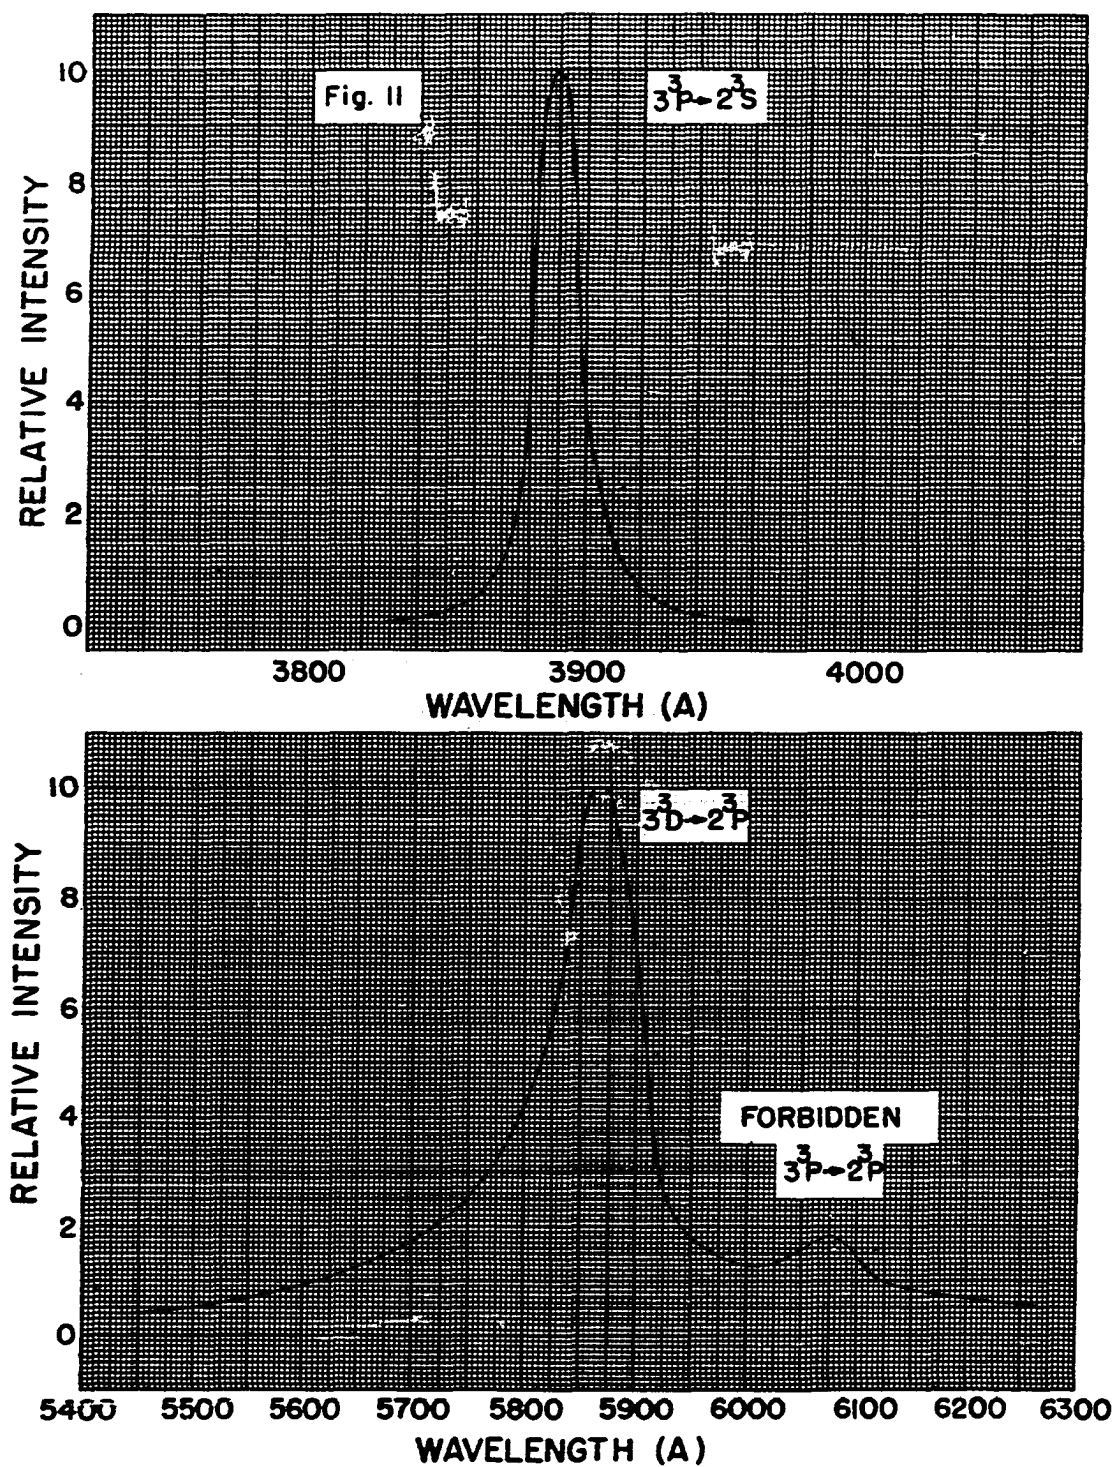 10
Fig. 11
3³P→2³S
8
6
4
2
0
RELATIVE INTENSITY
3800 3900 4000
WAVELENGTH (A)
10
3³D→2³P
8
6
4
FORBIDDEN
3³P→2³P
2
0
RELATIVE INTENSITY
5400 5500 5600 5700 5800 5900 6000 6100 6200 6300
WAVELENGTH (A)